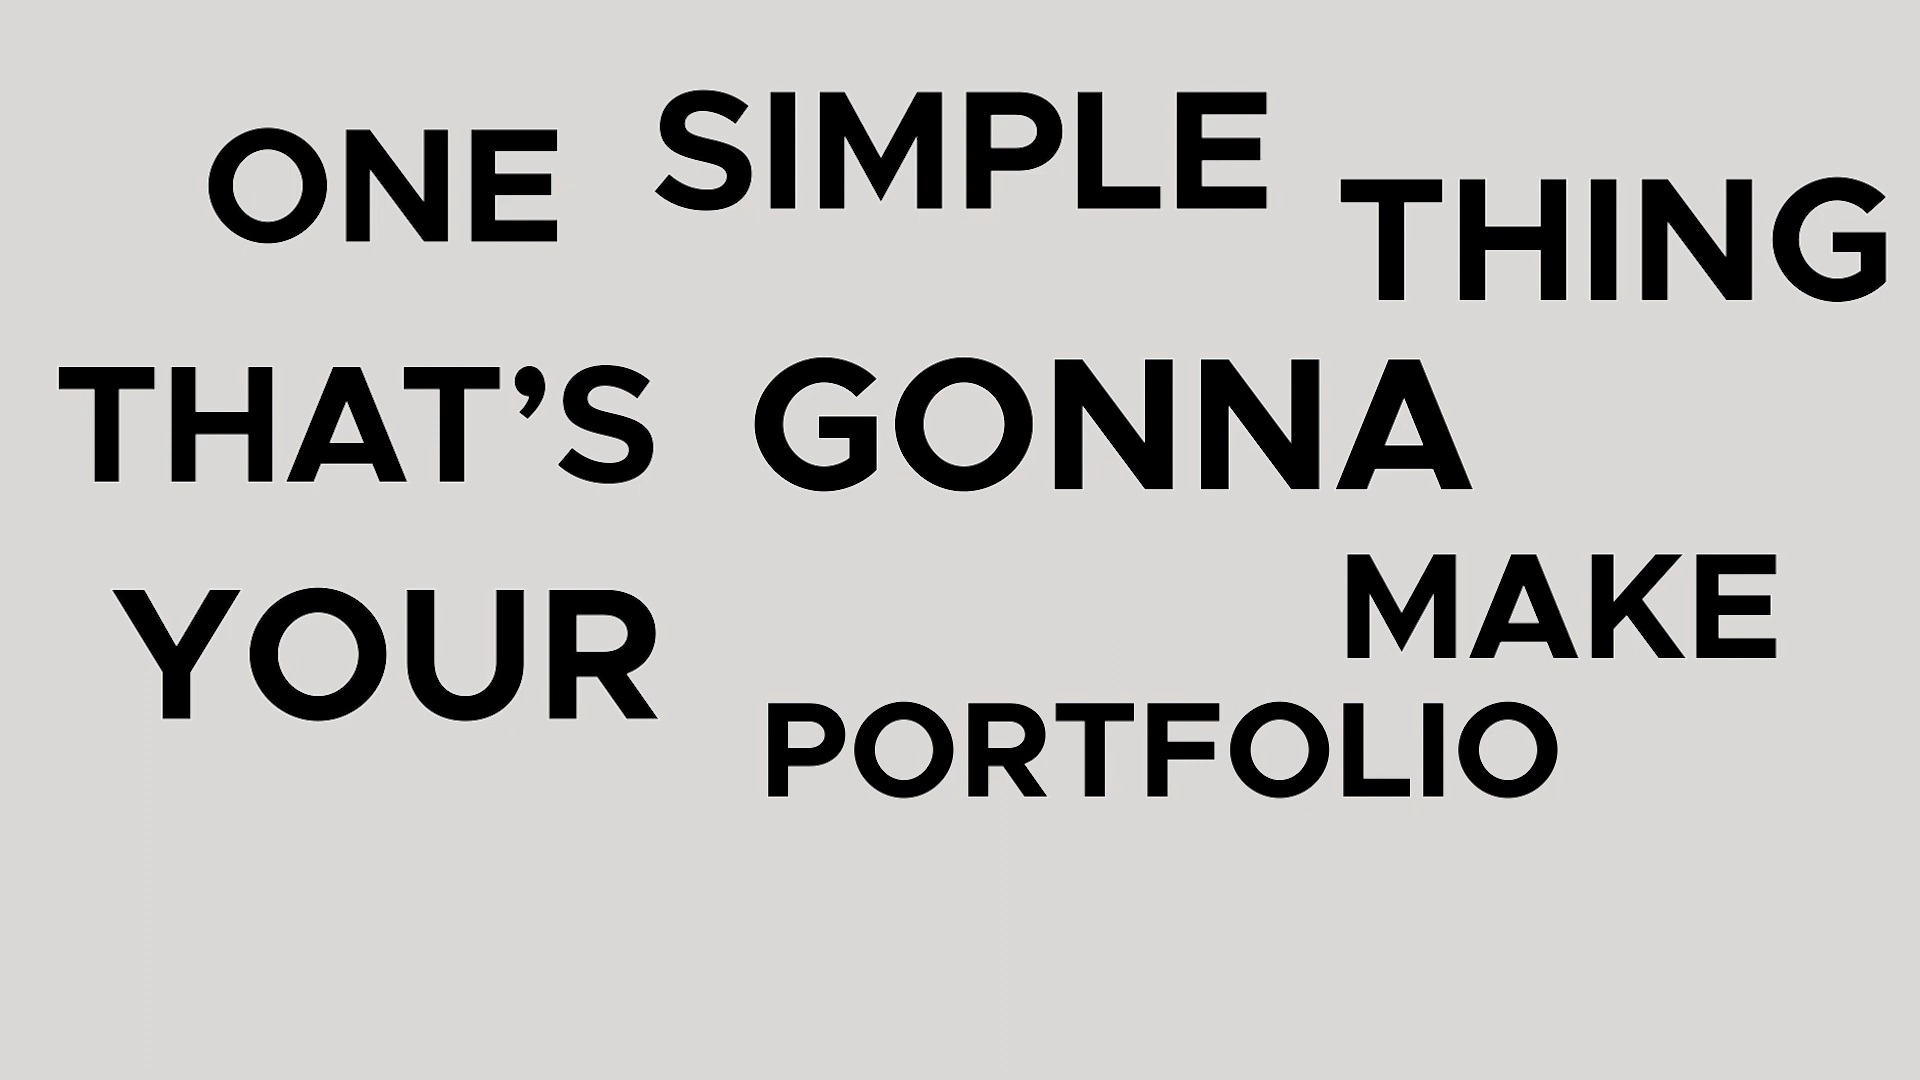 ONE SIMPLE THING
THAT’S GONNA
MAKE
YOUR
PORTFOLIO